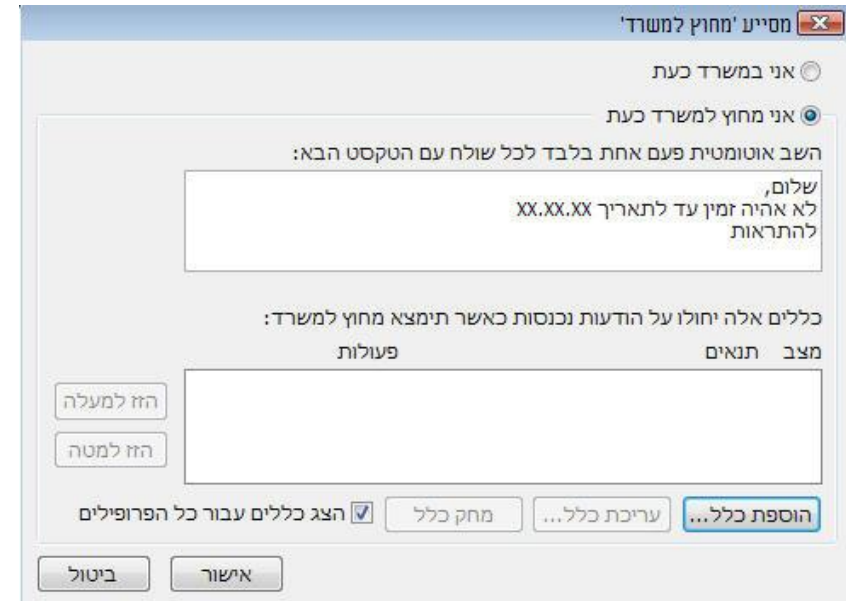 מסייע 'מחוץ למשרד'
אני במשרד כעת
אני מחוץ למשרד כעת
השב אוטומטית פעם אחת בלבד לכל שולח עם הטקסט הבא:
שלום,
לא אהיה זמין עד לתאריך XX.XX.XX
להתראות
כללים אלה יחולו על הודעות נכנסות כאשר תימצא מחוץ למשרד:
מצב תנאים פעולות
הזז למעלה
הזז למטה
הוספת כלל... עריכת כלל... מחק כלל הצג כללים עבור כל הפרופילים
אישור ביטול